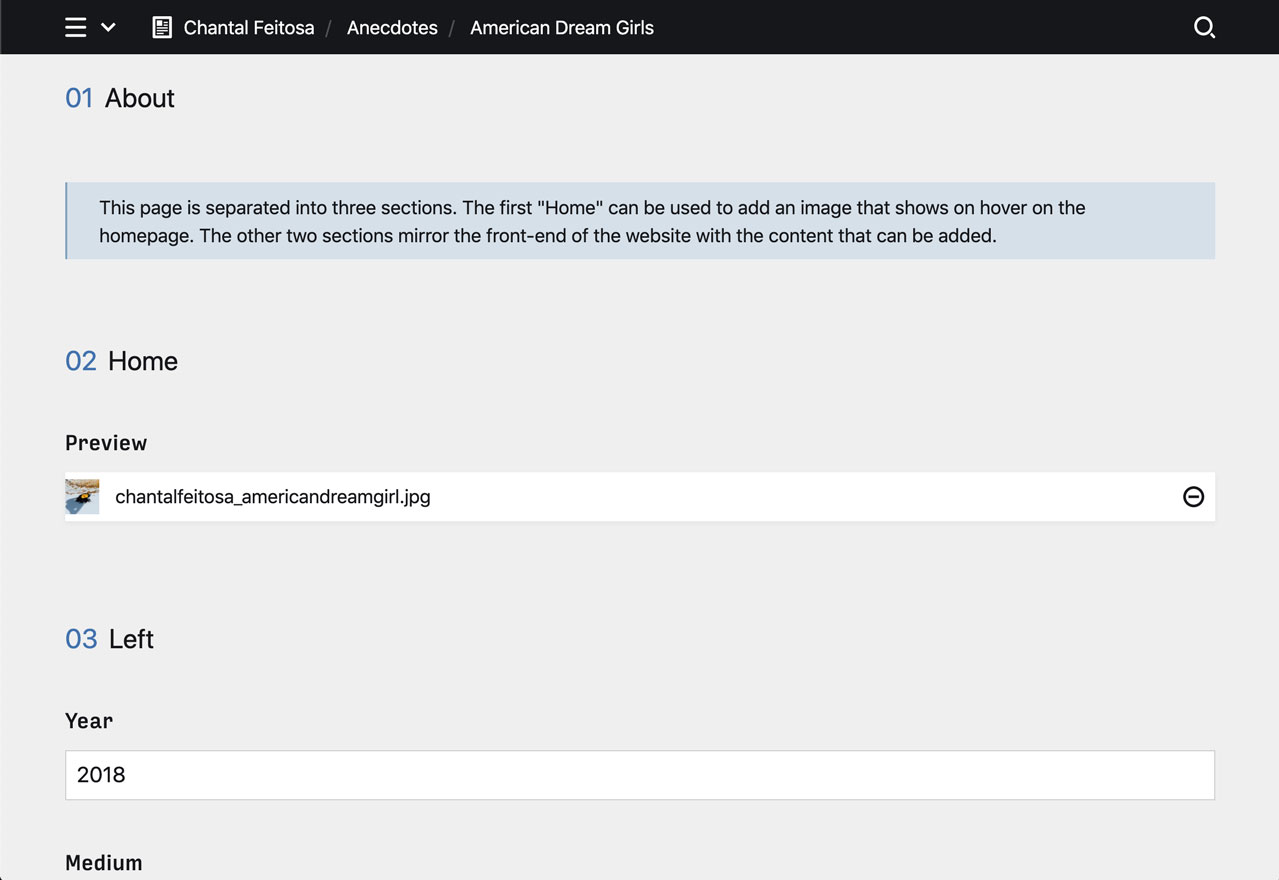 Chantal Feitosa / Anecdotes / American Dream Girls
01 About
This page is separated into three sections. The first "Home" can be used to add an image that shows on hover on the
homepage. The other two sections mirror the front-end of the website with the content that can be added.
02 Home
Preview
chantalfeitosa_americandreamgirl.jpg
03 Left
Year
2018
Medium